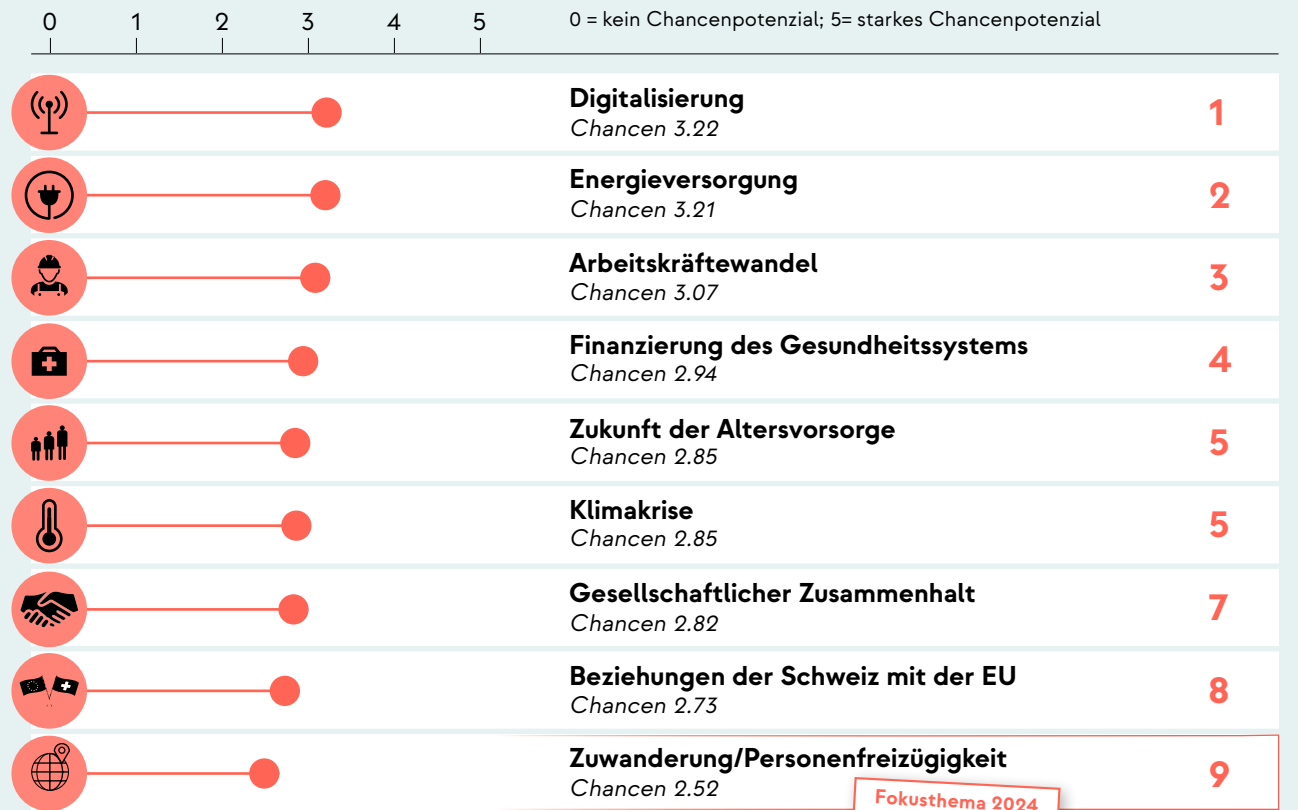 0 1 2 3 4 5
0 = kein Chancenpotenzial; 5= starkes Chancenpotenzial
Digitalisierung
Chancen 3.22
1
Energieversorgung
Chancen 3.21
2
Arbeitskräftewandel
Chancen 3.07
3
Finanzierung des Gesundheitssystems
Chancen 2.94
4
Zukunft der Altersvorsorge
Chancen 2.85
5
Klimakrise
Chancen 2.85
5
Gesellschaftlicher Zusammenhalt
Chancen 2.82
7
Beziehungen der Schweiz mit der EU
Chancen 2.73
8
Zuwanderung/Personenfreizügigkeit
Chancen 2.52
9
Fokusthema 2024